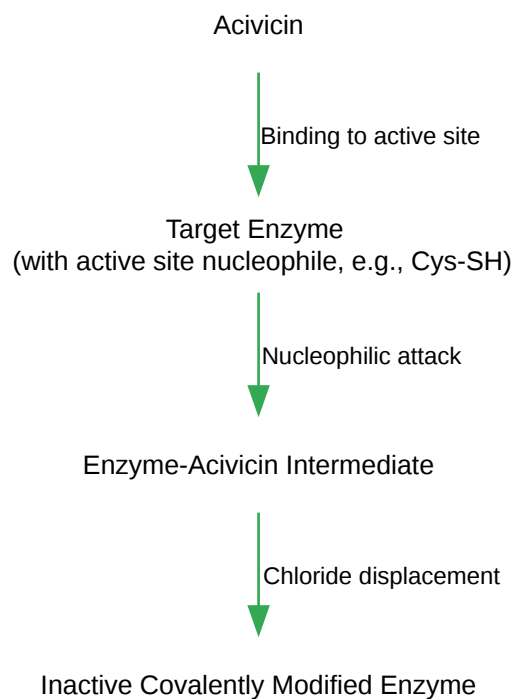 Acivicin
Binding to active site
Target Enzyme
(with active site nucleophile, e.g., Cys-SH)
Nucleophilic attack
Enzyme-Acivicin Intermediate
Chloride displacement
Inactive Covalently Modified Enzyme